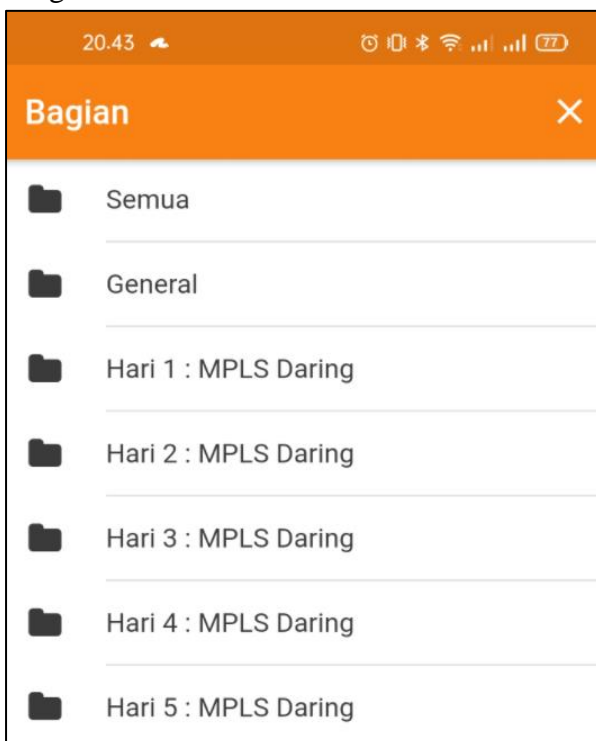 20.43
77
Bagian
Semua
General
Hari 1 : MPLS Daring
Hari 2 : MPLS Daring
Hari 3 : MPLS Daring
Hari 4 : MPLS Daring
Hari 5 : MPLS Daring